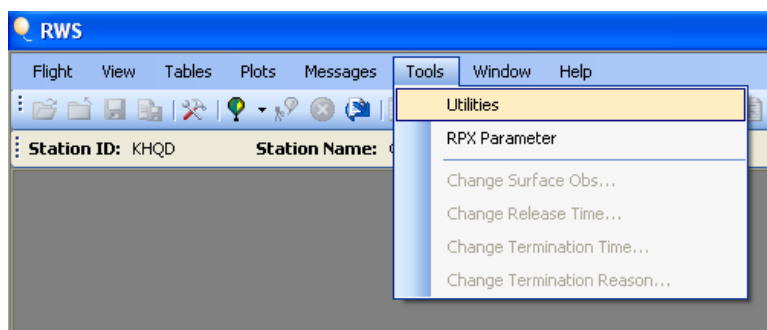 RWS
Flight View Tables Plots Messages Tools Window Help
Utilities
RPX Parameter
Station ID: KHQD Station Name:
Change Surface Obs...
Change Release Time...
Change Termination Time...
Change Termination Reason...